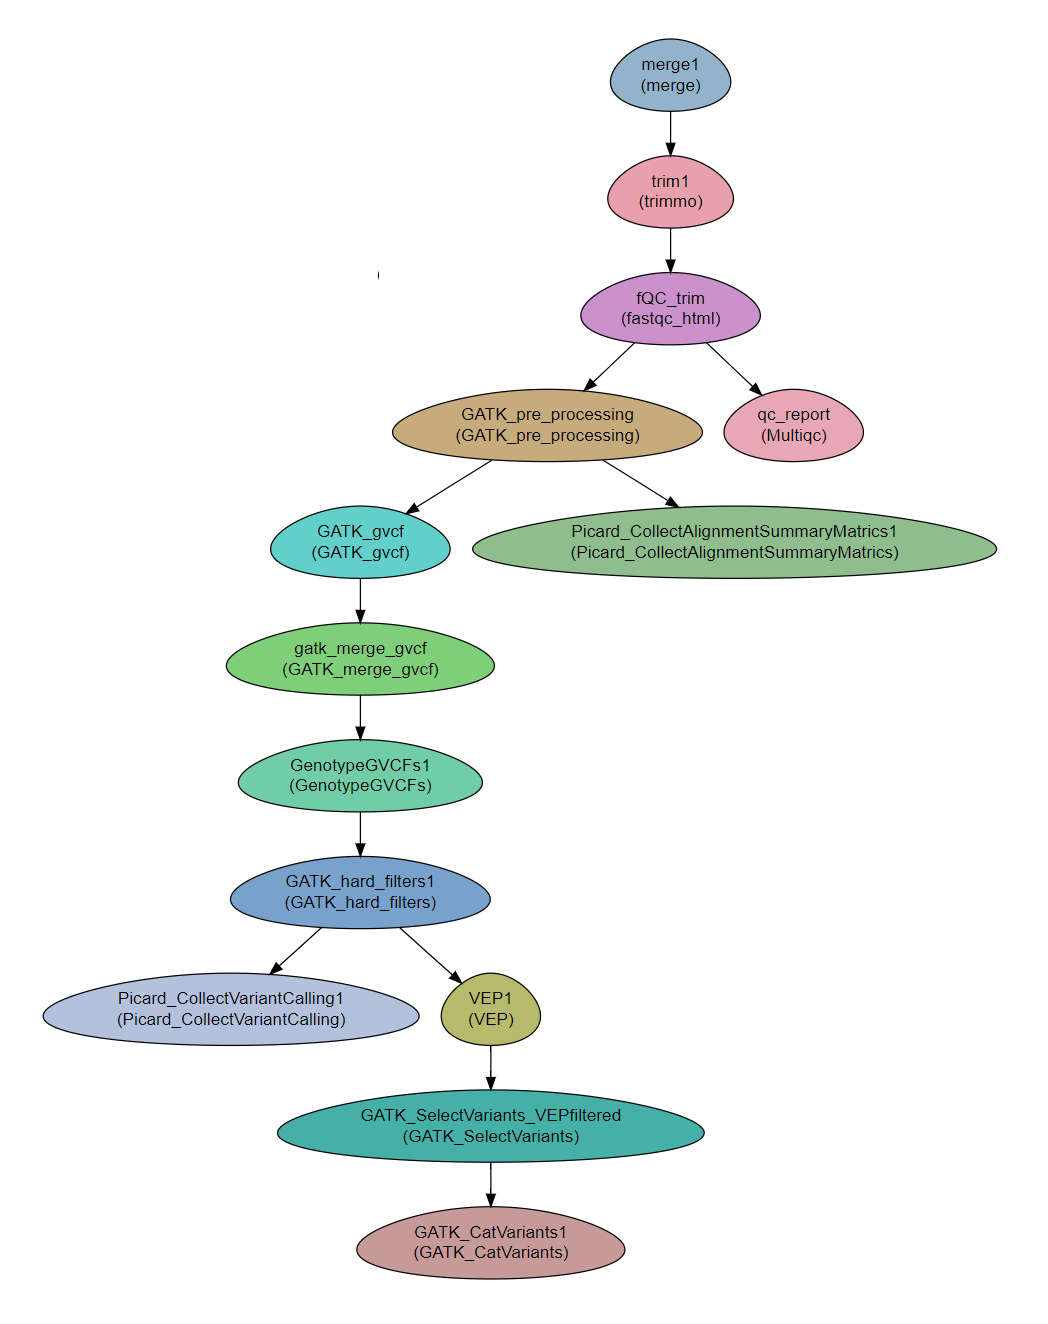 merge1
(merge)
trim1
(trimmo)
fQC_trim
(fastqc_html)
GATK_pre_processing
(GATK_pre_processing)
qc_report
(Multiqc)
GATK_gvcf
(GATK_gvcf)
Picard_CollectAlignmentSummaryMatrics1
(Picard_CollectAlignmentSummaryMatrics)
gatk_merge_gvcf
(GATK_merge_gvcf)
GenotypeGVCFs1
(GenotypeGVCFs)
GATK_hard_filters1
(GATK_hard_filters)
Picard_CollectVariantCalling1
(Picard_CollectVariantCalling)
VEP1
(VEP)
GATK_SelectVariants_VEPfiltered
(GATK_SelectVariants)
GATK_CatVariants1
(GATK_CatVariants)